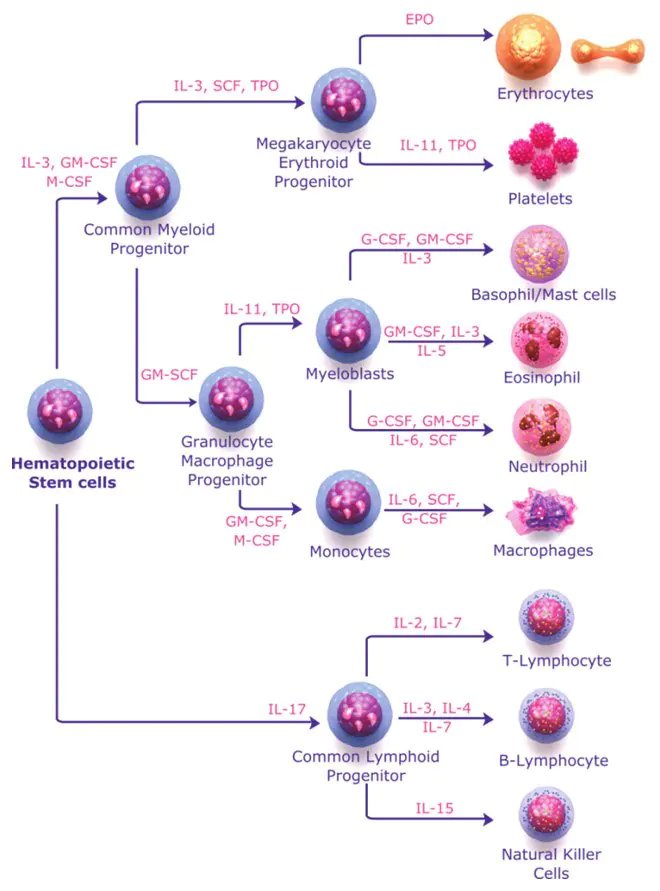 EPO
Erythrocytes
IL-3, SCF, TPO
Megakaryocyte
Erythroid
Progenitor
IL-11, TPO
Platelets
IL-3, GM-CSF
M-CSF
Common Myeloid
Progenitor
G-CSF, GM-CSF
IL-3
Basophil/Mast cells
IL-11, TPO
Myeloblasts
GM-CSF, IL-3
IL-5
Eosinophil
GM-SCF
Granulocyte
Macrophage
Progenitor
G-CSF, GM-CSF
IL-6, SCF
Neutrophil
Hematopoietic
Stem cells
GM-CSF,
M-CSF
Monocytes
IL-6, SCF,
G-CSF
Macrophages
IL-2, IL-7
T-Lymphocyte
IL-17
Common Lymphoid
Progenitor
IL-3, IL-4
IL-7
B-Lymphocyte
IL-15
Natural Killer
Cells